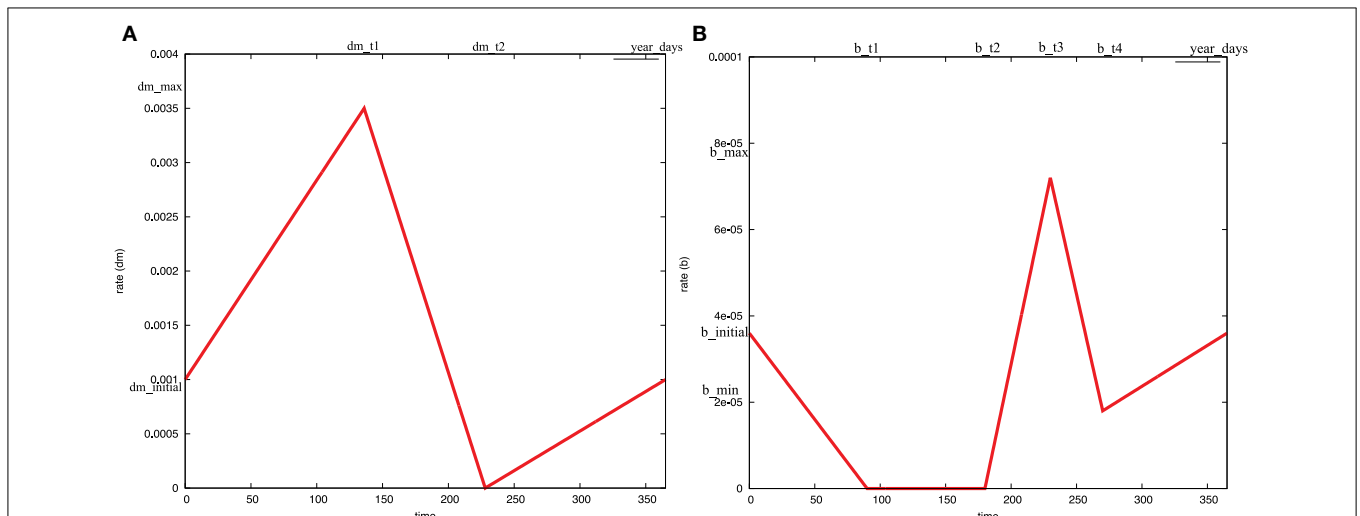 A
dm_t1 dm_t2 year_days
0.004
dm_max
0.0035
0.003
0.0025
0.002
rate (dm)
0.0015
0.001
dm_initial
0.0005
0
0 50 100 150 200 250 300 350
time
B
b_t1 b_t2 b_t3 b_t4 year_days
0.0001
8e-05
b_max
6e-05
rate (b)
4e-05
b_initial
b_min
2e-05
0
0 50 100 150 200 250 300 350
time